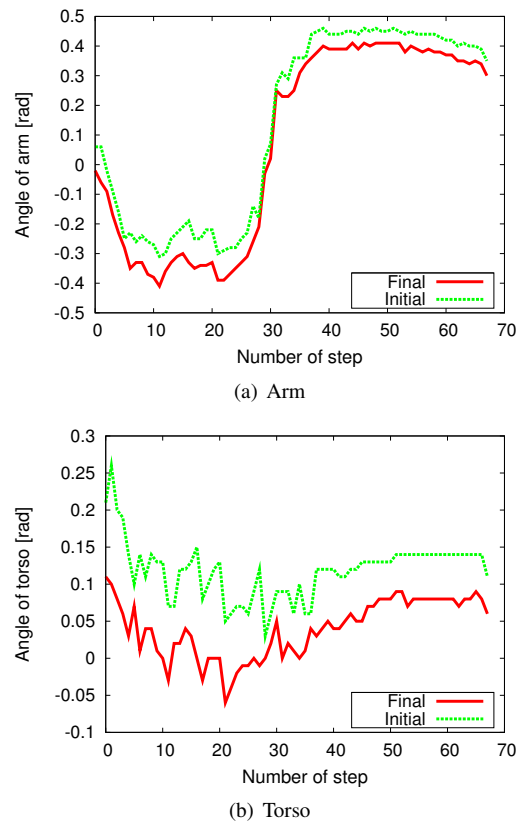 0.5
0.4
0.3
0.2
0.1
0
-0.1
-0.2
-0.3
-0.4
-0.5
Angle of arm [rad]
Final
Initial
0 10 20 30 40 50 60 70
Number of step
(a) Arm
0.3
0.25
0.2
0.15
0.1
0.05
0
-0.05
-0.1
Angle of torso [rad]
Final
Initial
0 10 20 30 40 50 60 70
Number of step
(b) Torso